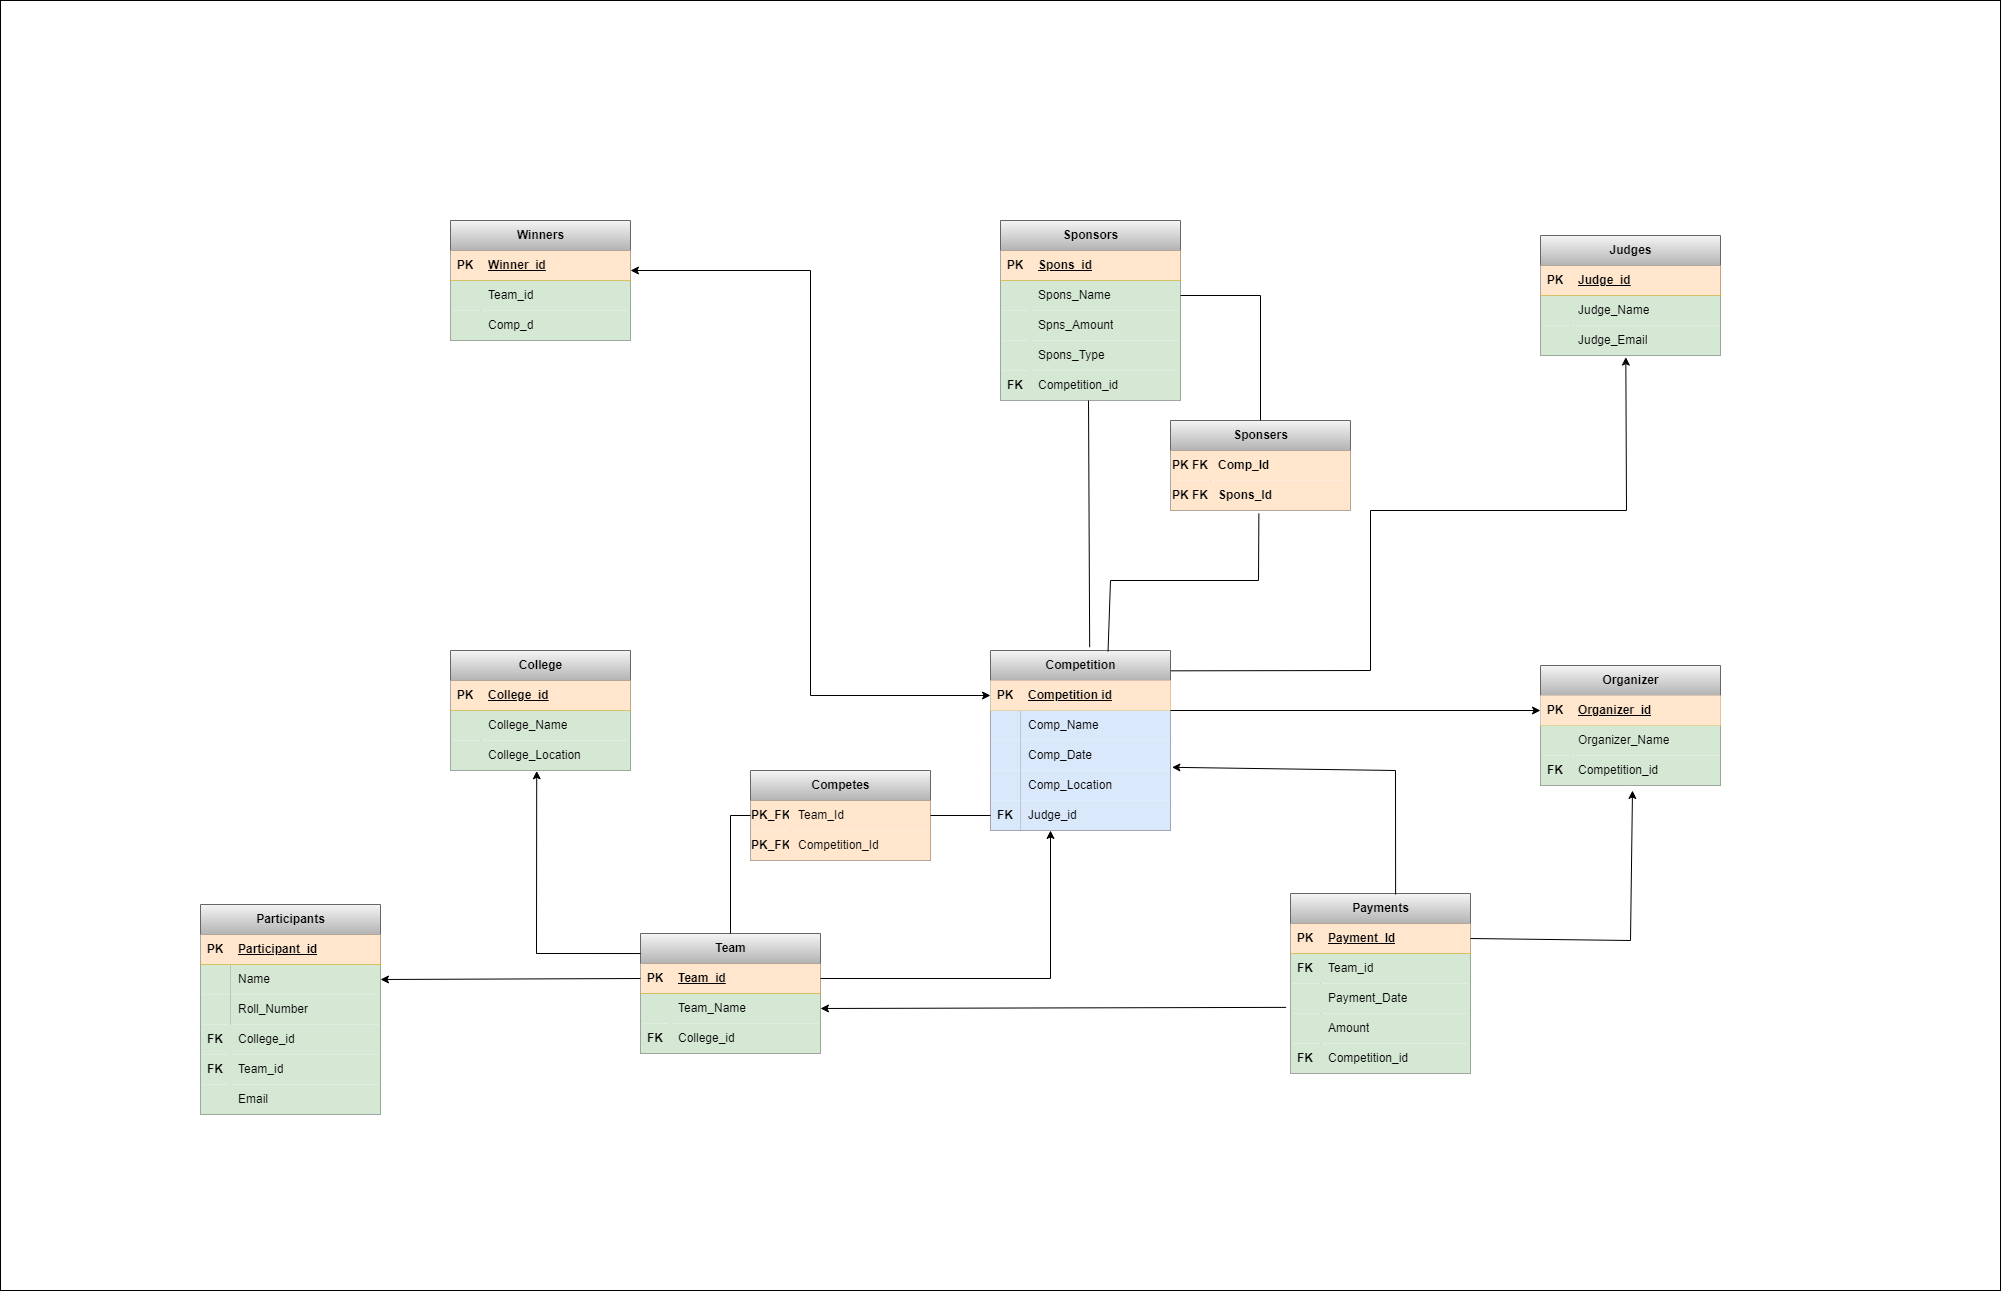 Winners
PK Winner_id
Team_id
Comp_d
Sponsors
PK Spons_id
Spons_Name
Spns_Amount
Spons_Type
FK Competition_id
Judges
PK Judge_id
Judge_Name
Judge_Email
Sponsers
PK FK Comp_Id
PK FK Spons_Id
College
PK College_id
College_Name
College_Location
Competition
PK Competition id
Comp_Name
Comp_Date
Comp_Location
FK Judge_id
Organizer
PK Organizer_id
Organizer_Name
FK Competition_id
Competes
PK_FK Team_Id
PK_FK Competition_Id
Participants
PK Participant_id
Name
Roll_Number
FK College_id
FK Team_id
Email
Team
PK Team_id
Team_Name
FK College_id
Payments
PK Payment_Id
FK Team_id
Payment_Date
Amount
FK Competition_id